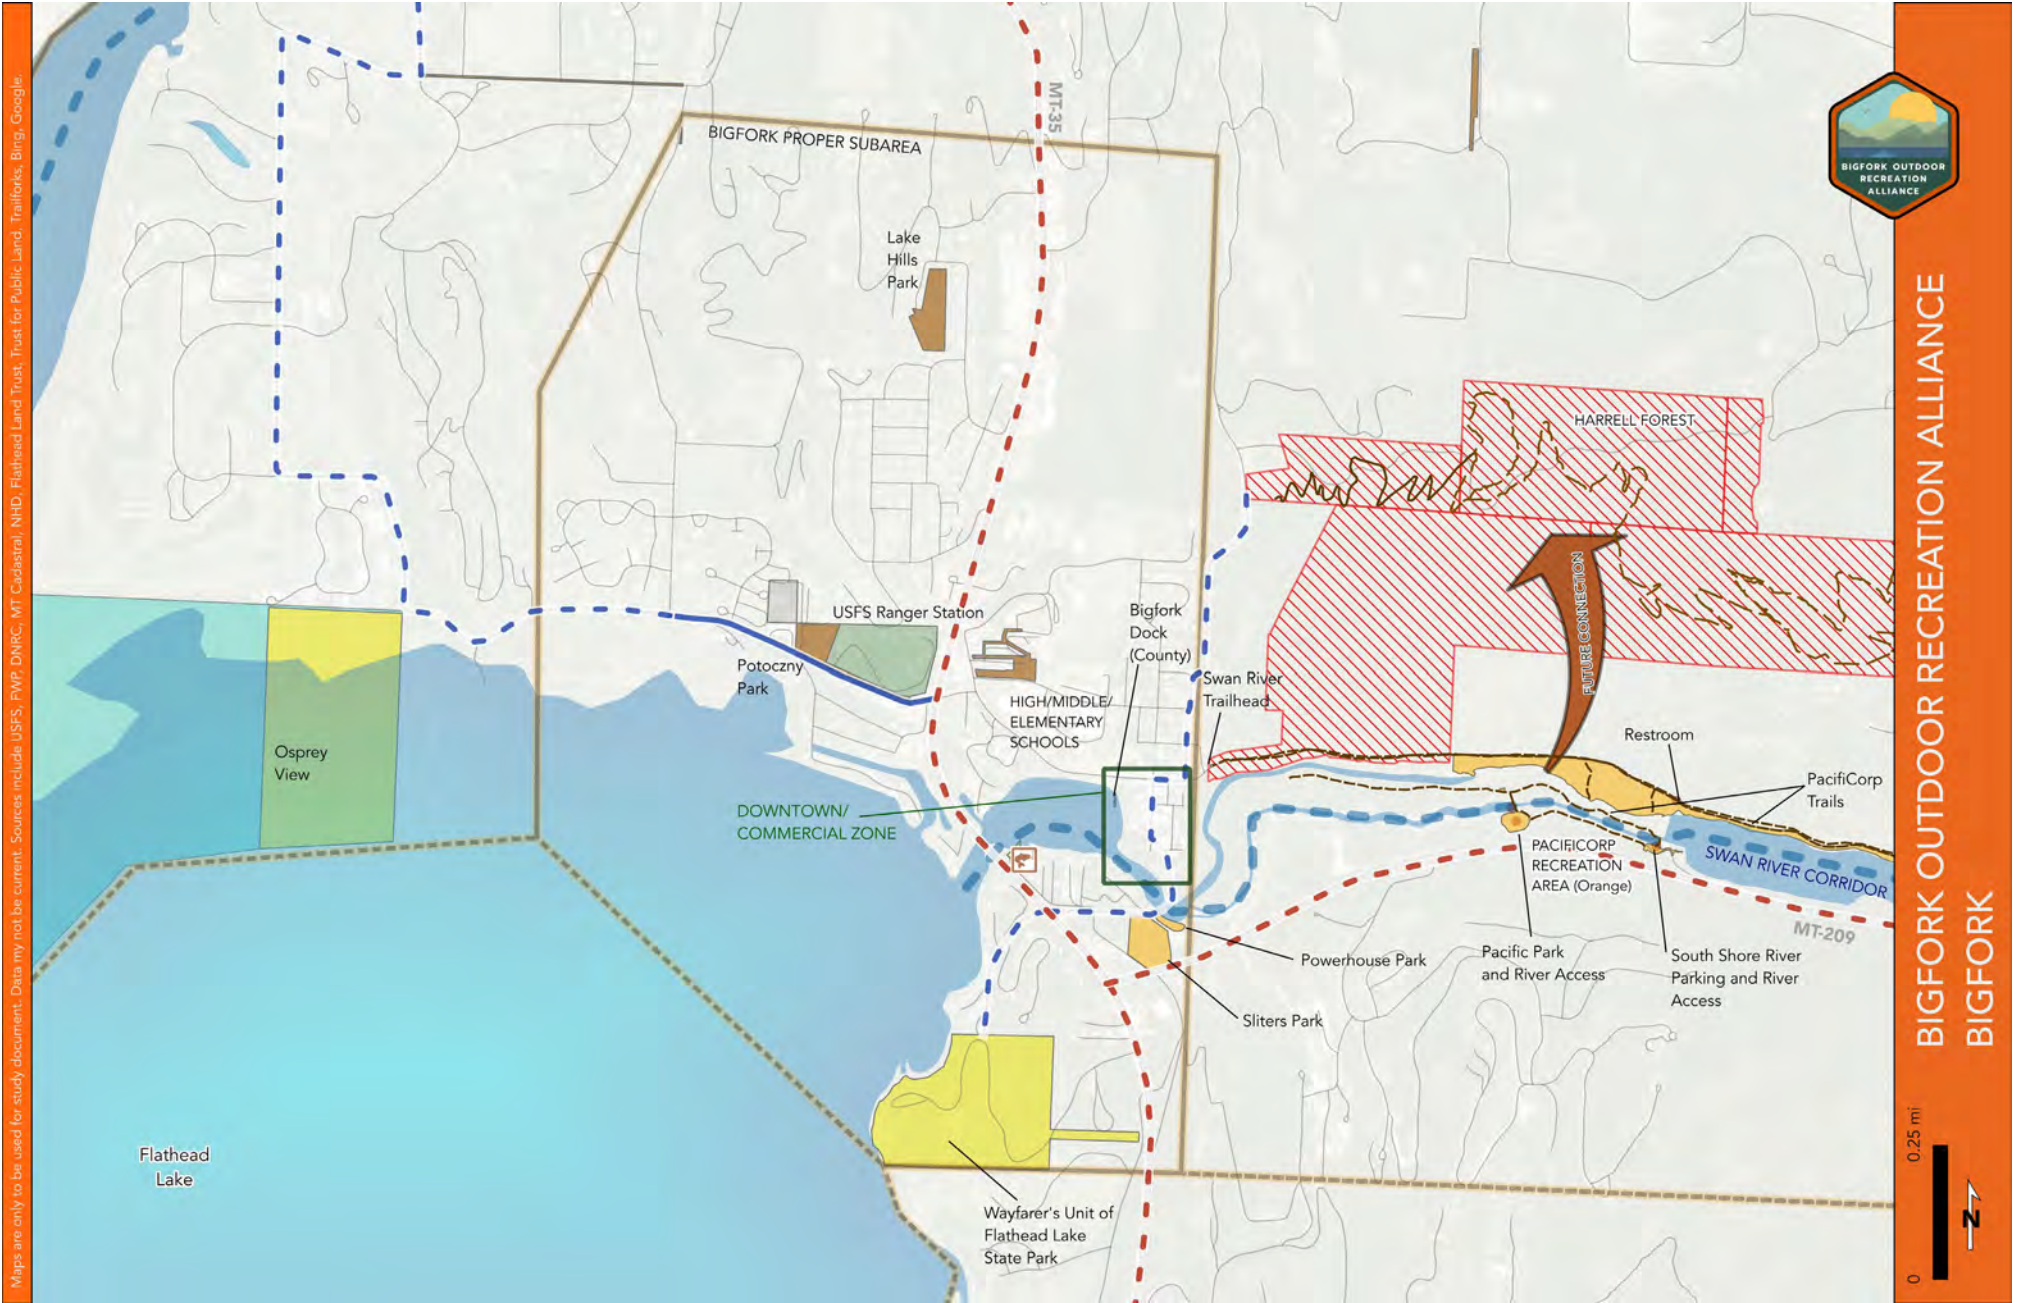 Maps are only to be used for study document. Data my not be current. Sources include USFS, FWP, DNRC, MT Cadastral, NHD, Flathead Land Trust, Trust for Public Land, Trailforks, Bing, Google.
MT-35
BIGFORK PROPER SUBAREA
BIGFORK OUTDOOR
RECREATION
ALLIANCE
Lake
Hills
Park
HARRELL FOREST
FUTURE CONNECTION
USFS Ranger Station
Bigfork
Dock
(County)
Potoczny
Park
Swan River
Trailhead
HIGH/MIDDLE/
ELEMENTARY
SCHOOLS
Osprey
View
Restroom
PacifiCorp
Trails
DOWNTOWN/
COMMERCIAL ZONE
PACIFICORP
RECREATION
AREA (Orange)
SWAN RIVER CORRIDOR
MT-209
Powerhouse Park
Pacific Park
and River Access
South Shore River
Parking and River
Access
Sliters Park
Flathead
Lake
Wayfarer's Unit of
Flathead Lake
State Park
BIGFORK OUTDOOR RECREATION ALLIANCE
BIGFORK
0 0.25 mi
N